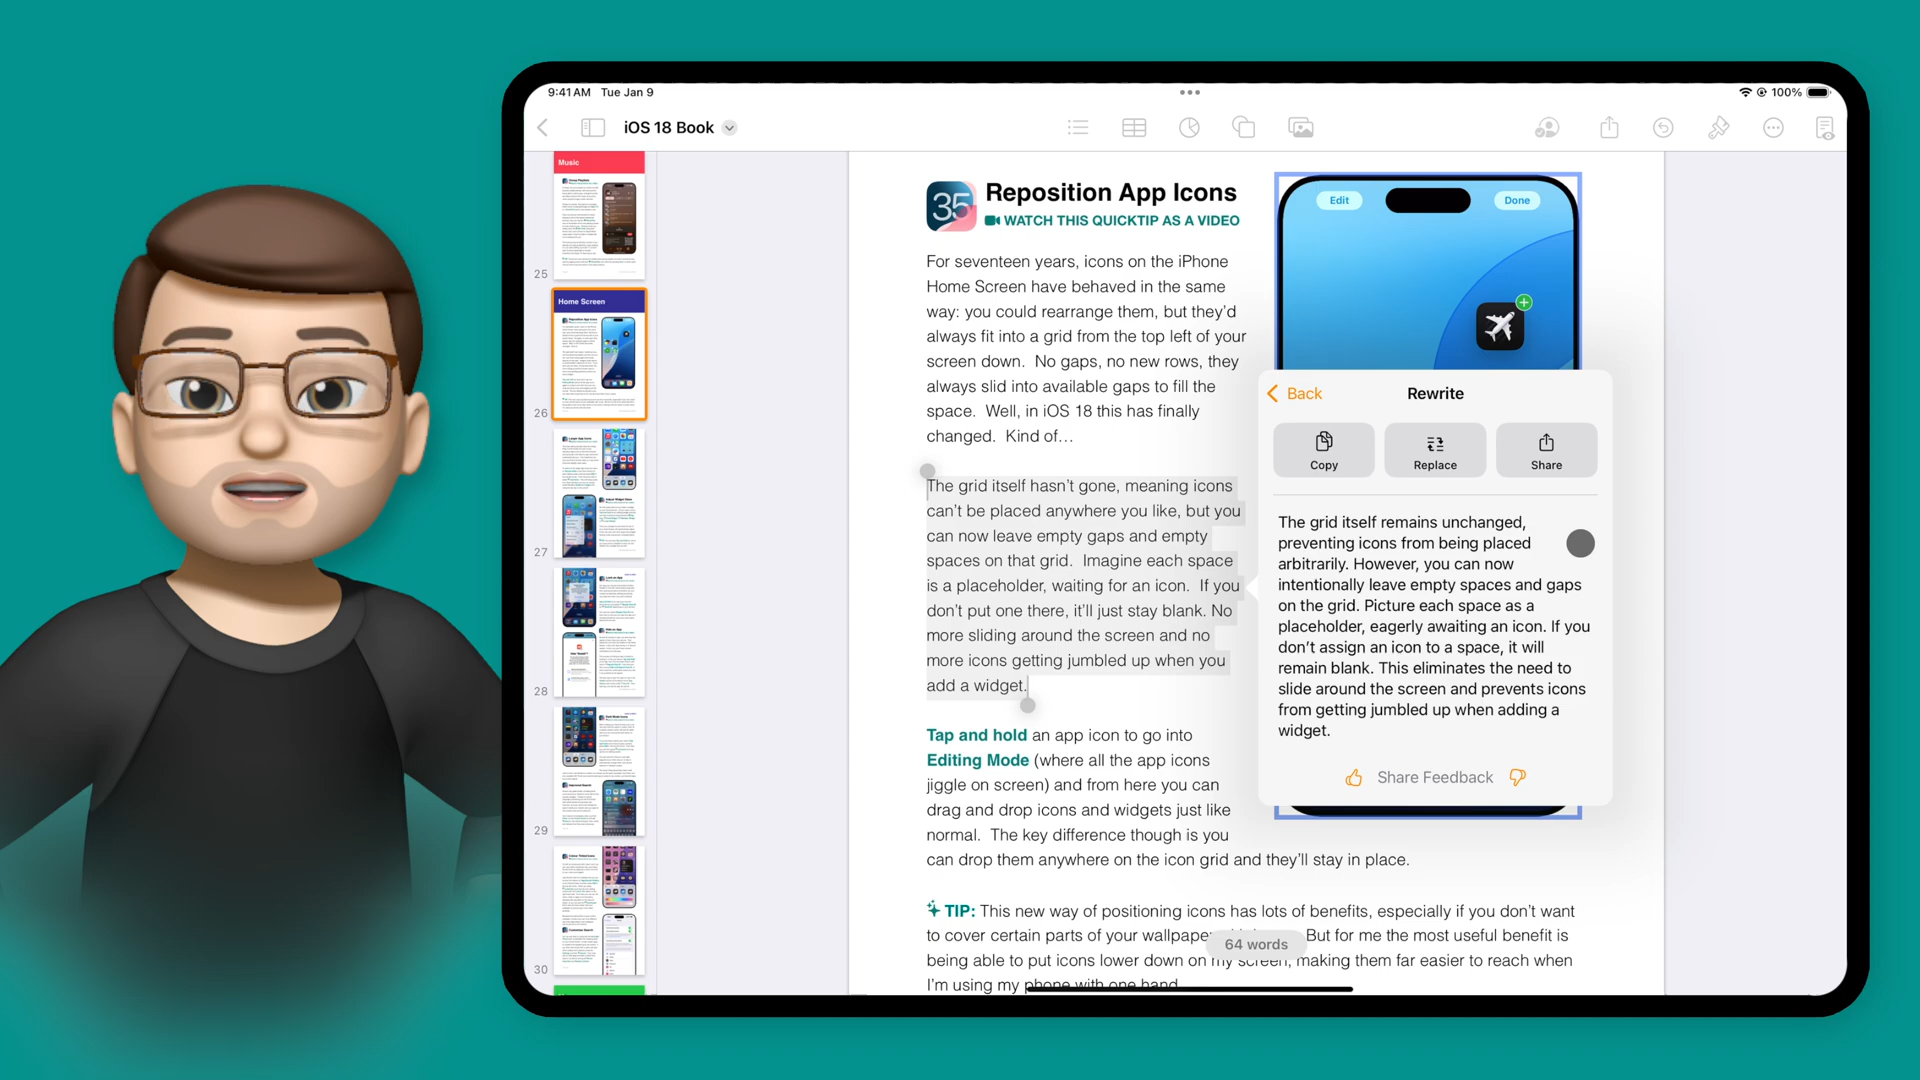 9:41 AM Tue Jan 9
100%
iOS 18 Book
Music
25
Home Screen
26
27
28
29
30
35
Reposition App Icons
WATCH THIS QUICKTIP AS A VIDEO
For seventeen years, icons on the iPhone
Home Screen have behaved in the same
way: you could rearrange them, but they'd
always fit into a grid from the top left of your
screen down. No gaps, no new rows, they
always slid into available gaps to fill the
space. Well, in iOS 18 this has finally
changed. Kind of…
The grid itself hasn't gone, meaning icons
can't be placed anywhere you like, but you
can now leave empty gaps and empty
spaces on that grid. Imagine each space
is a placeholder, waiting for an icon. If you
don't put one there, it'll just stay blank. No
more sliding around the screen and no
more icons getting jumbled up when you
add a widget.
Tap and hold an app icon to go into
Editing Mode (where all the app icons
jiggle on screen) and from here you can
drag and drop icons and widgets just like
normal. The key difference though is you
can drop them anywhere on the icon grid and they'll stay in place.
TIP: This new way of positioning icons has lots of benefits, especially if you don't want
to cover certain parts of your wallpaper But for me the most useful benefit is
being able to put icons lower down on my screen, making them far easier to reach when
I'm using my phone with one hand
64 words
Edit
Done
Back
Rewrite
Copy
Replace
Share
The grid itself remains unchanged,
preventing icons from being placed
arbitrarily. However, you can now
intentionally leave empty spaces and gaps
on the grid. Picture each space as a
placeholder, eagerly awaiting an icon. If you
don't assign an icon to a space, it will
remain blank. This eliminates the need to
slide around the screen and prevents icons
from getting jumbled up when adding a
widget.
Share Feedback